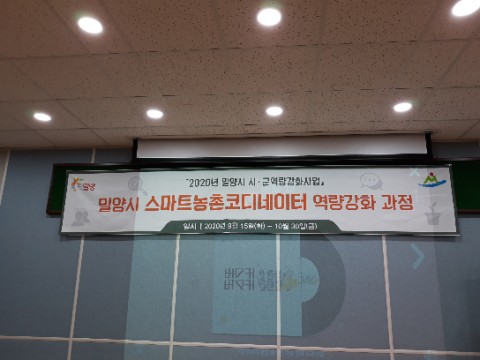 「2020년 밀양시 시·군역량강화사업」
밀양시 스마트농촌코디네이터 역량강화 과정
일시 | 2020년 9월 15일(화) ~ 10월 30일(금)